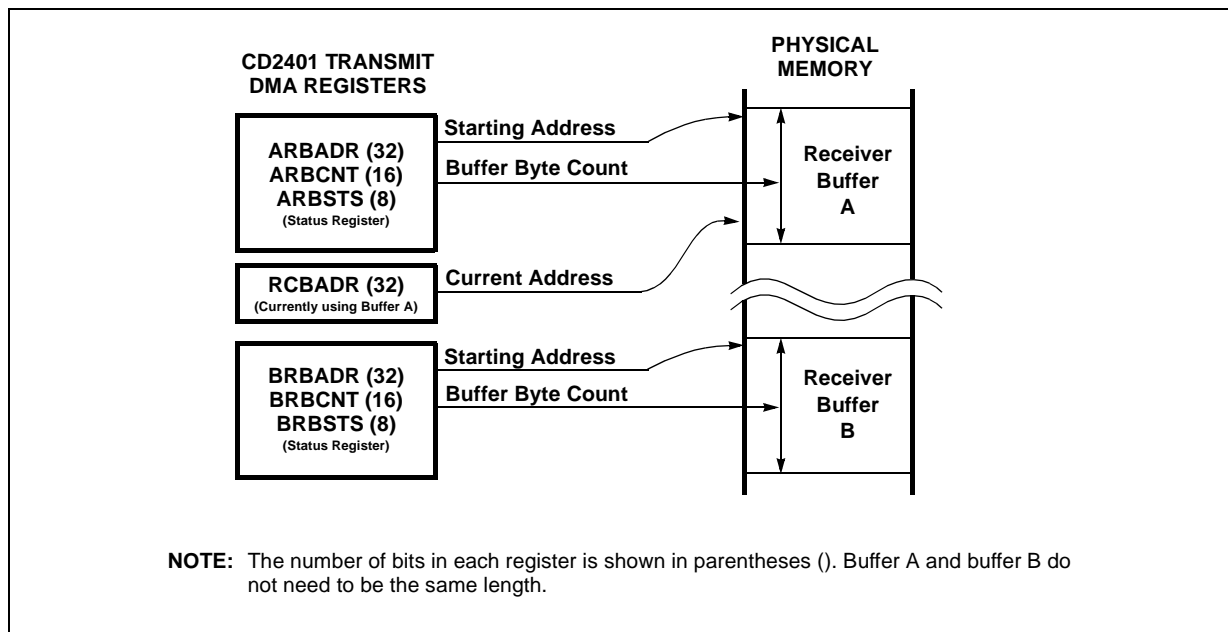 CD2401 TRANSMIT
DMA REGISTERS
PHYSICAL
MEMORY
ARBADR (32)
ARBCNT (16)
ARBSTS (8)
(Status Register)
Starting Address
Buffer Byte Count
Receiver
Buffer
A
RCBADR (32)
(Currently using Buffer A)
Current Address
BRBADR (32)
BRBCNT (16)
BRBSTS (8)
(Status Register)
Starting Address
Buffer Byte Count
Receiver
Buffer
B
NOTE: The number of bits in each register is shown in parentheses (). Buffer A and buffer B do
not need to be the same length.